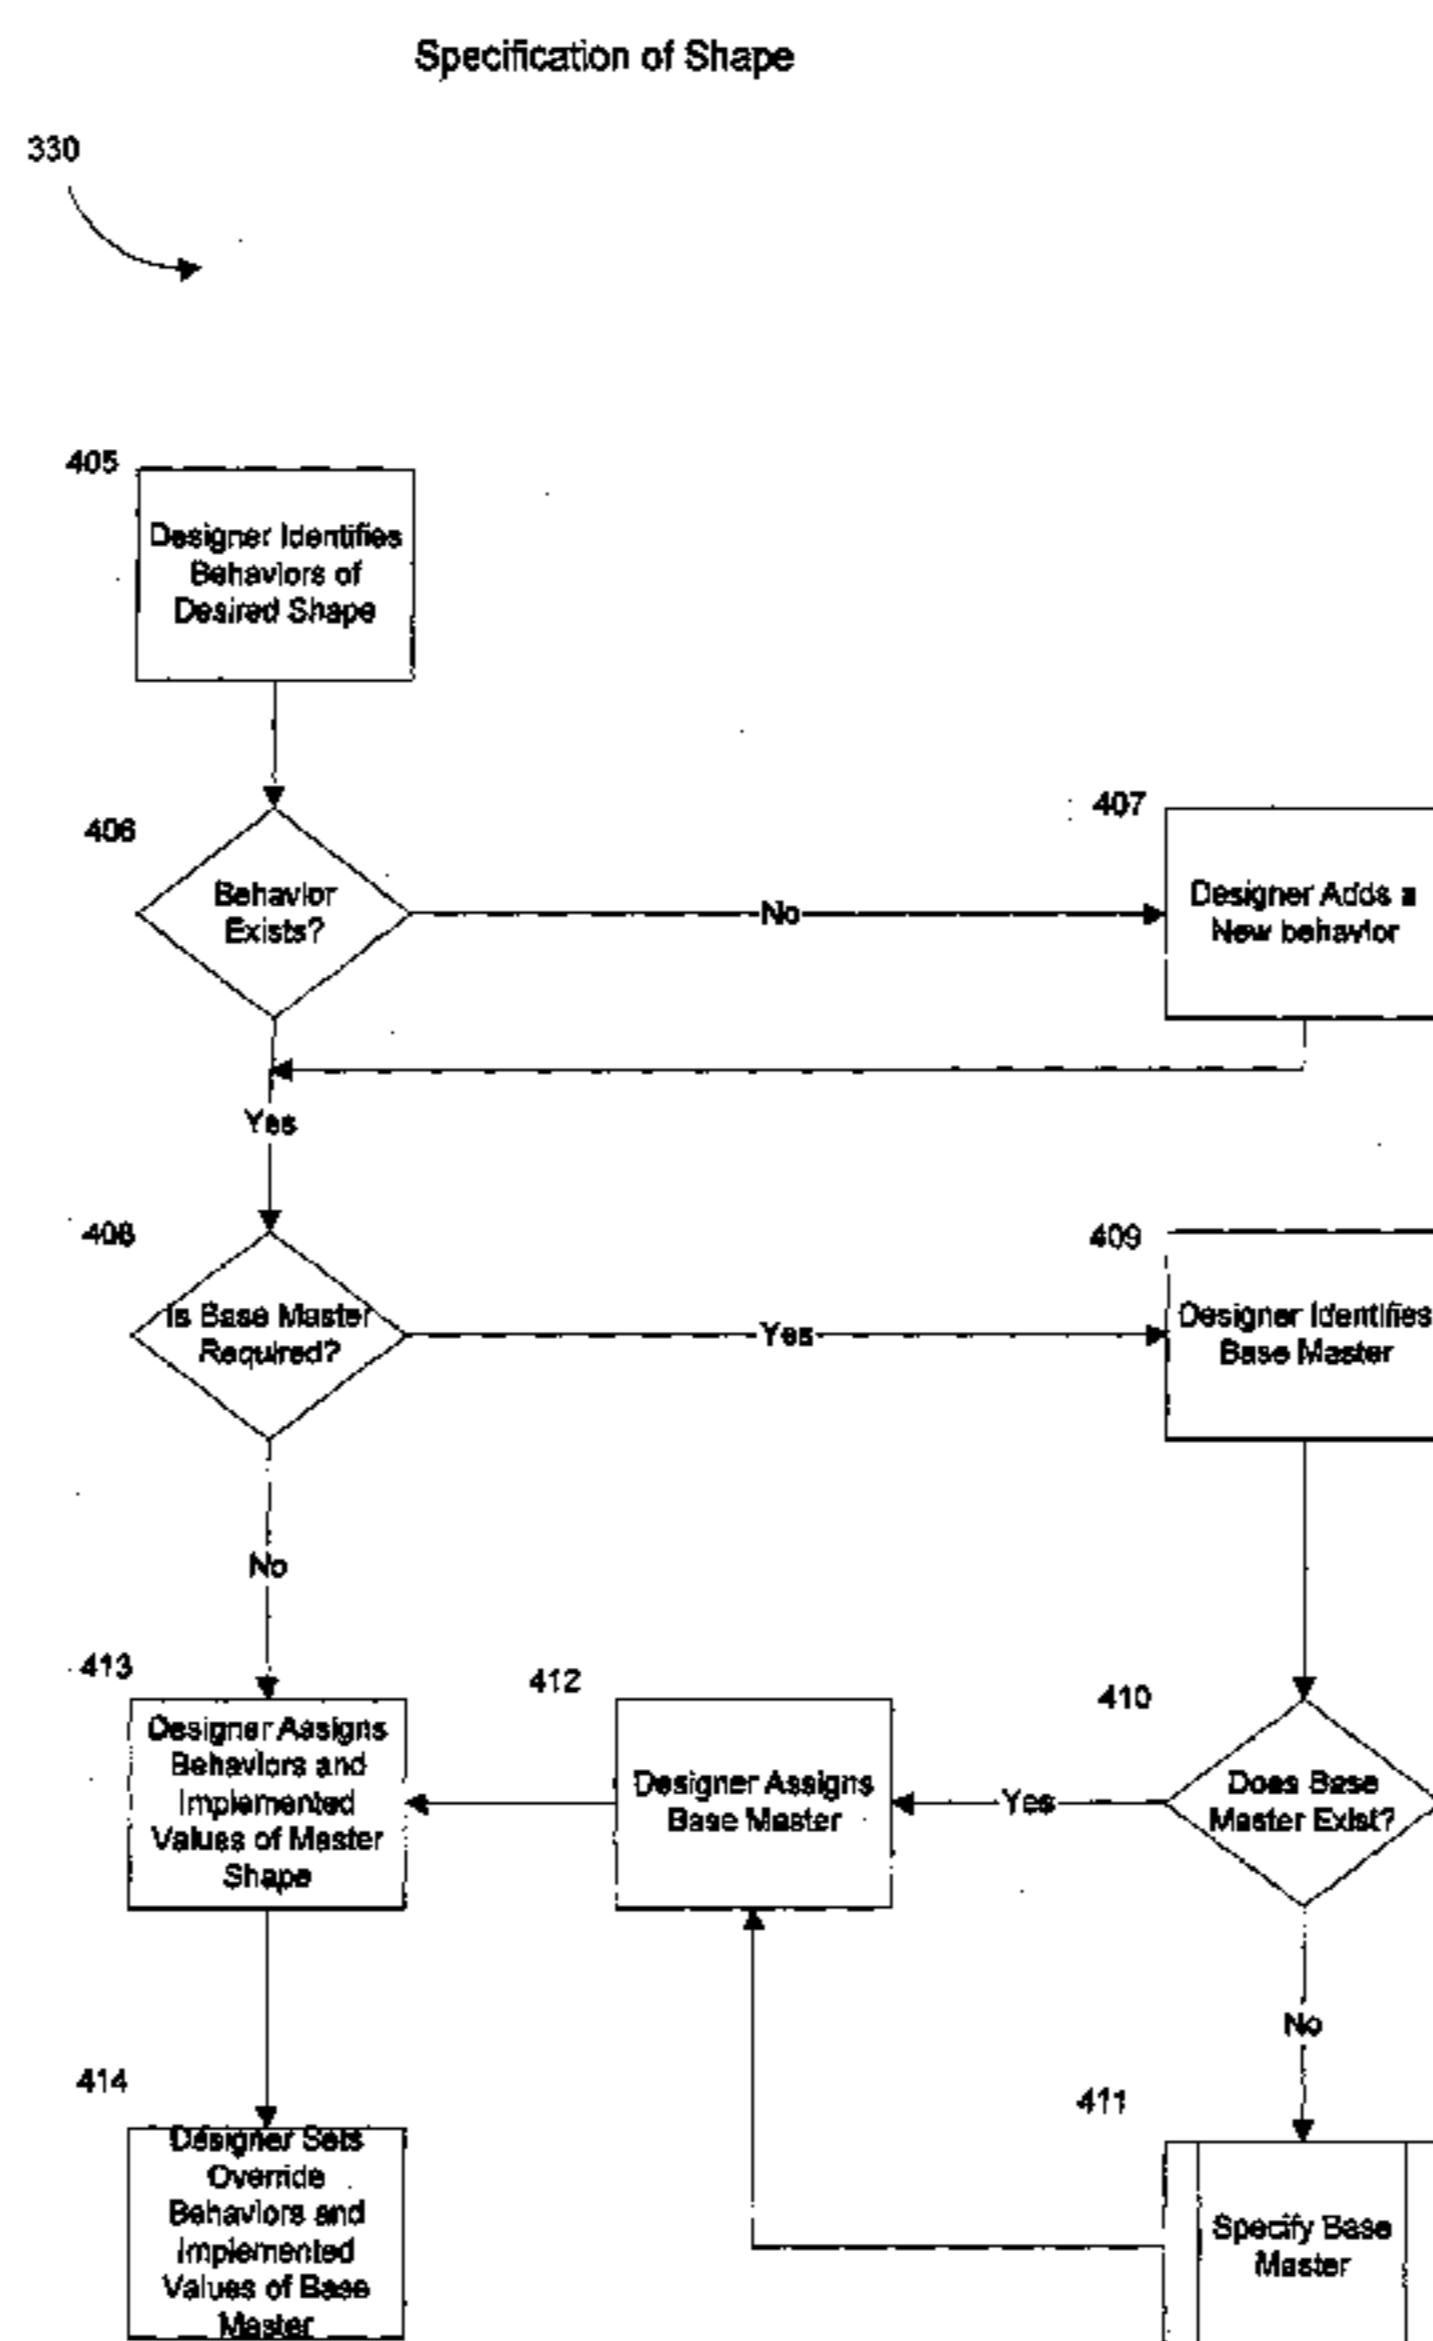 Specification of Shape
330
405
Designer Identifies
Behaviors of
Desired Shape
406
Behavior
Exists?
No
407
Designer Adds a
New behavior
Yes
408
Is Base Master
Required?
Yes
409
Designer Identifies
Base Master
No
413
Designer Assigns
Behaviors and
Implemented
Values of Master
Shape
412
Designer Assigns
Base Master
Yes
410
Does Base
Master Exist?
No
414
Designer Sets
Override
Behaviors and
Implemented
Values of Base
Master
411
Specify Base
Master